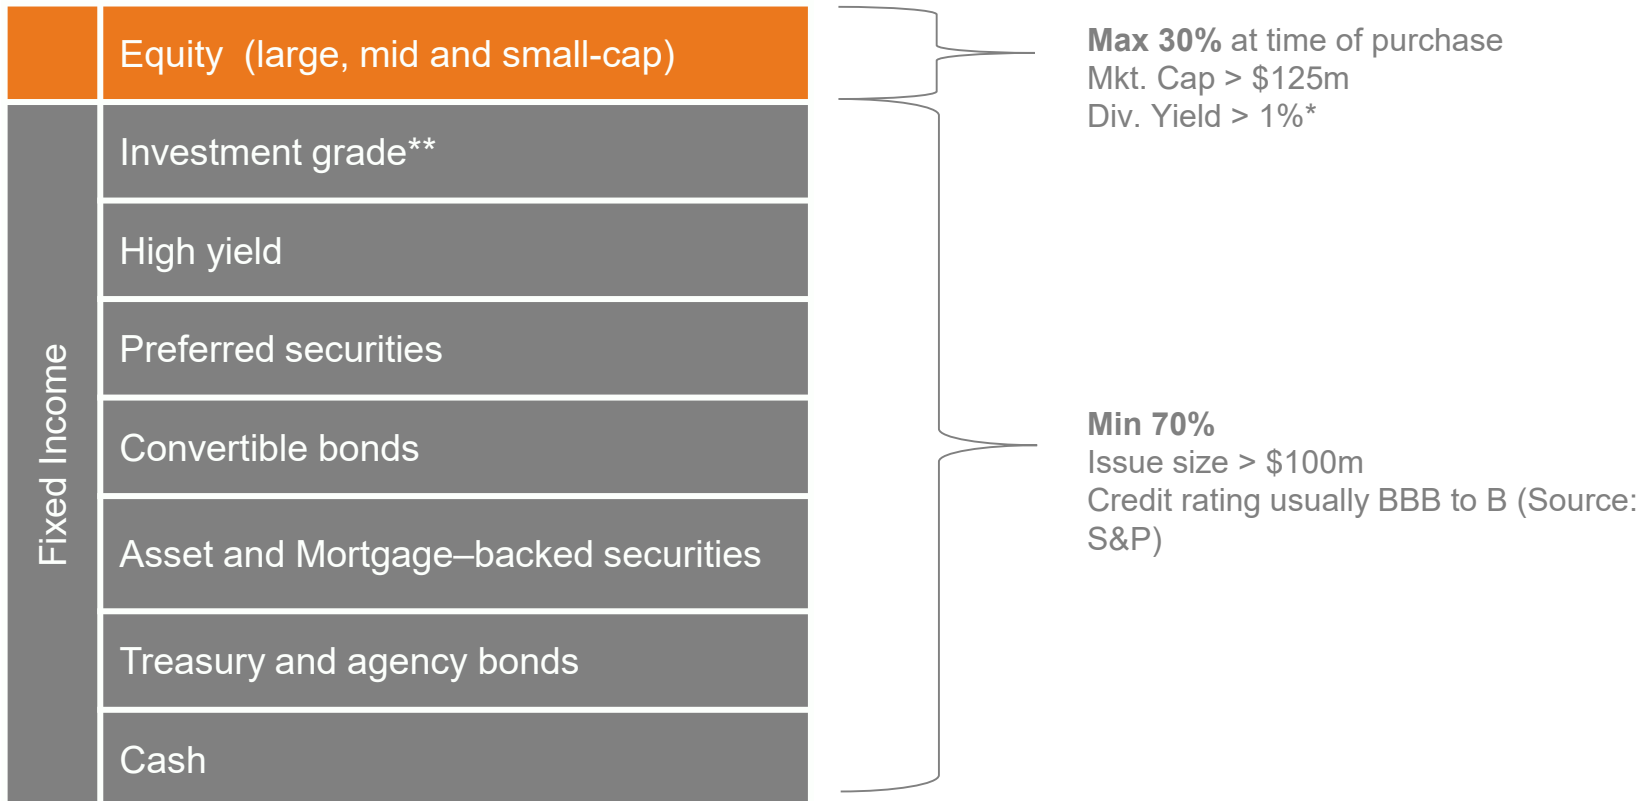 Equity  (large, mid and small-cap)
Max 30% at time of purchase
Mkt. Cap > $125m
Div. Yield > 1%*
Fixed Income
Investment grade**
High yield
Preferred securities
Convertible bonds
Asset and Mortgage–backed securities
Treasury and agency bonds
Cash
Min 70%
Issue size > $100m
Credit rating usually BBB to B (Source:
S&P)